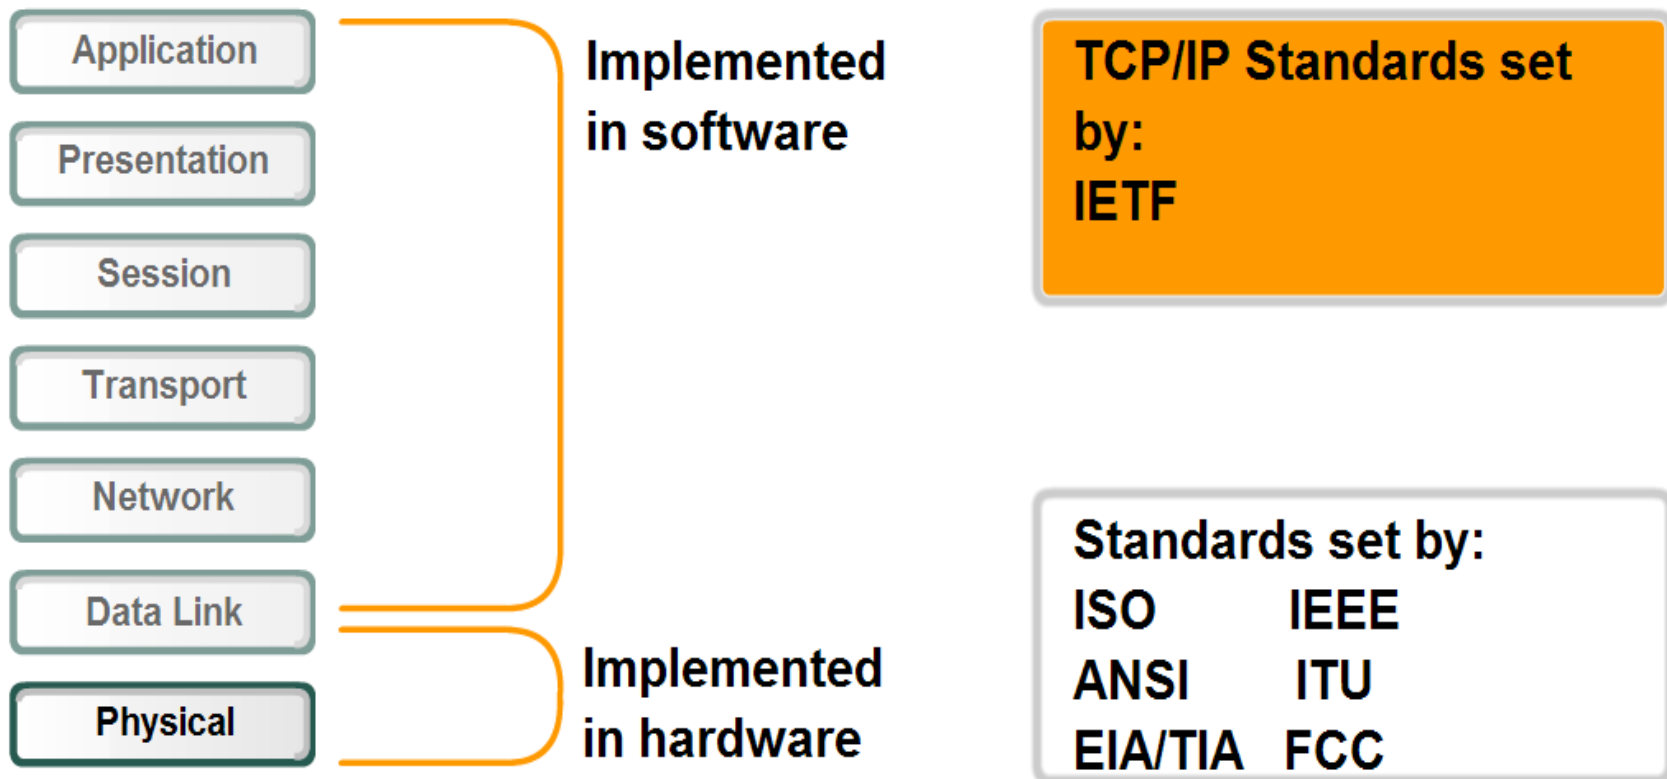 Application
Presentation
Session
Transport
Network
Data Link
Physical
Implemented
in software
Implemented
in hardware
TCP/IP Standards set
by:
IETF
Standards set by:
ISO IEEE
ANSI ITU
EIA/TIA FCC